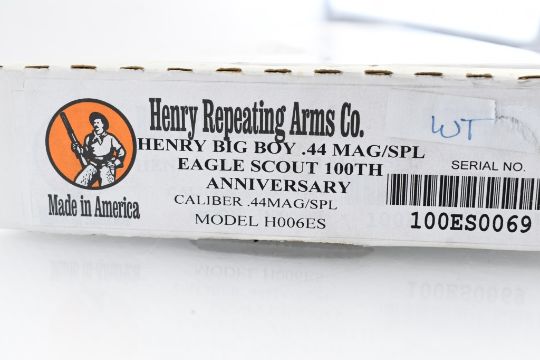 Henry Repeating Arms Co.
HENRY BIG BOY .44 MAG/SPL
EAGLE SCOUT 100TH
ANNIVERSARY
CALIBER .44MAG/SPL
MODEL H006ES
Made in America
WT
SERIAL NO.
100ES0069